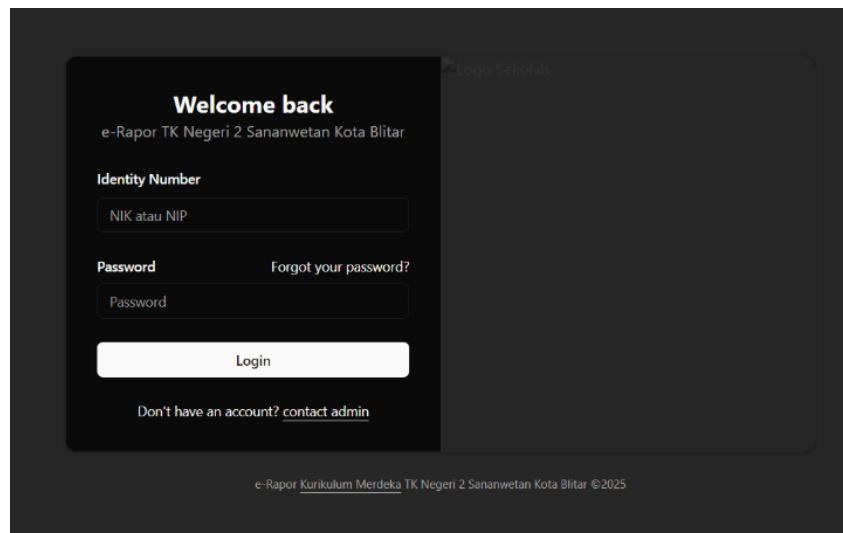 Logo Sekolah
Welcome back
e-Rapor TK Negeri 2 Sananwetan Kota Blitar
Identity Number
NIK atau NIP
Password
Forgot your password?
Password
Login
Don't have an account? contact admin
e-Rapor Kurikulum Merdeka TK Negeri 2 Sananwetan Kota Blitar ©2025